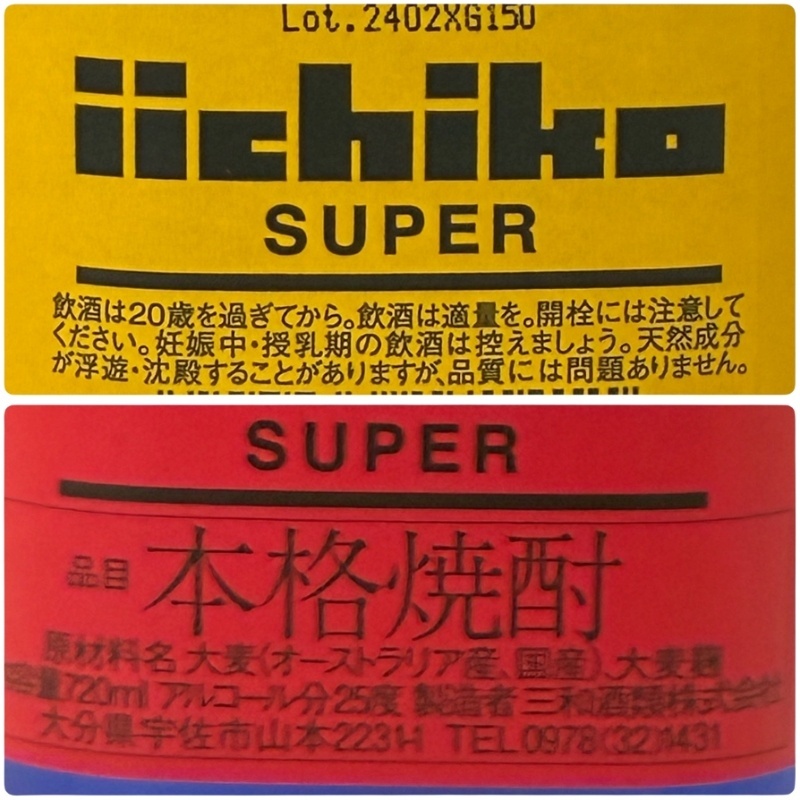 Lot.2402XG150
iichiko
SUPER
飲酒は20歳を過ぎてから。飲酒は適量を。開栓には注意して
ください。妊娠中・授乳期の飲酒は控えましょう。天然成分
が浮遊・沈殿することがありますが、品質には問題ありません。
SUPER
品目 本格焼酎
原材料名 大麦(オーストラリア産、国産)、大麦麹
容量720ml アルコール分25度 製造者 三和酒類株式会社
大分県宇佐市山本2231-1 TEL0978(32)1431